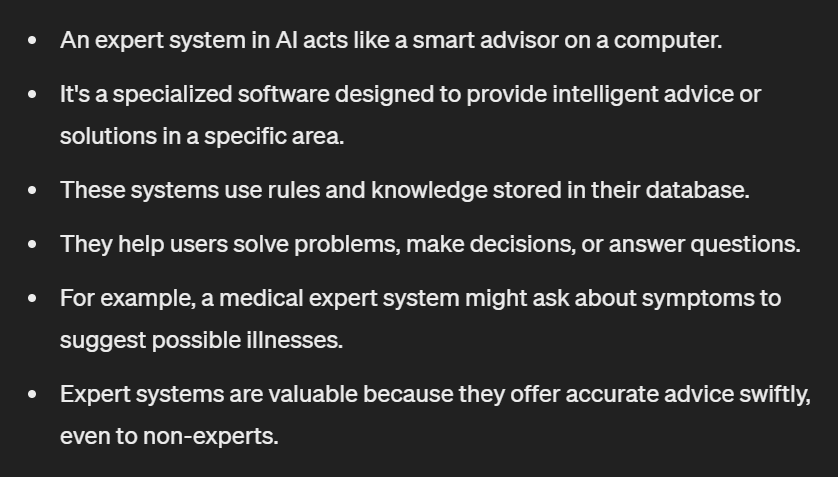 • An expert system in AI acts like a smart advisor on a computer.
• It's a specialized software designed to provide intelligent advice or
solutions in a specific area.
• These systems use rules and knowledge stored in their database.
• They help users solve problems, make decisions, or answer questions.
• For example, a medical expert system might ask about symptoms to
suggest possible illnesses.
• Expert systems are valuable because they offer accurate advice swiftly,
even to non-experts.